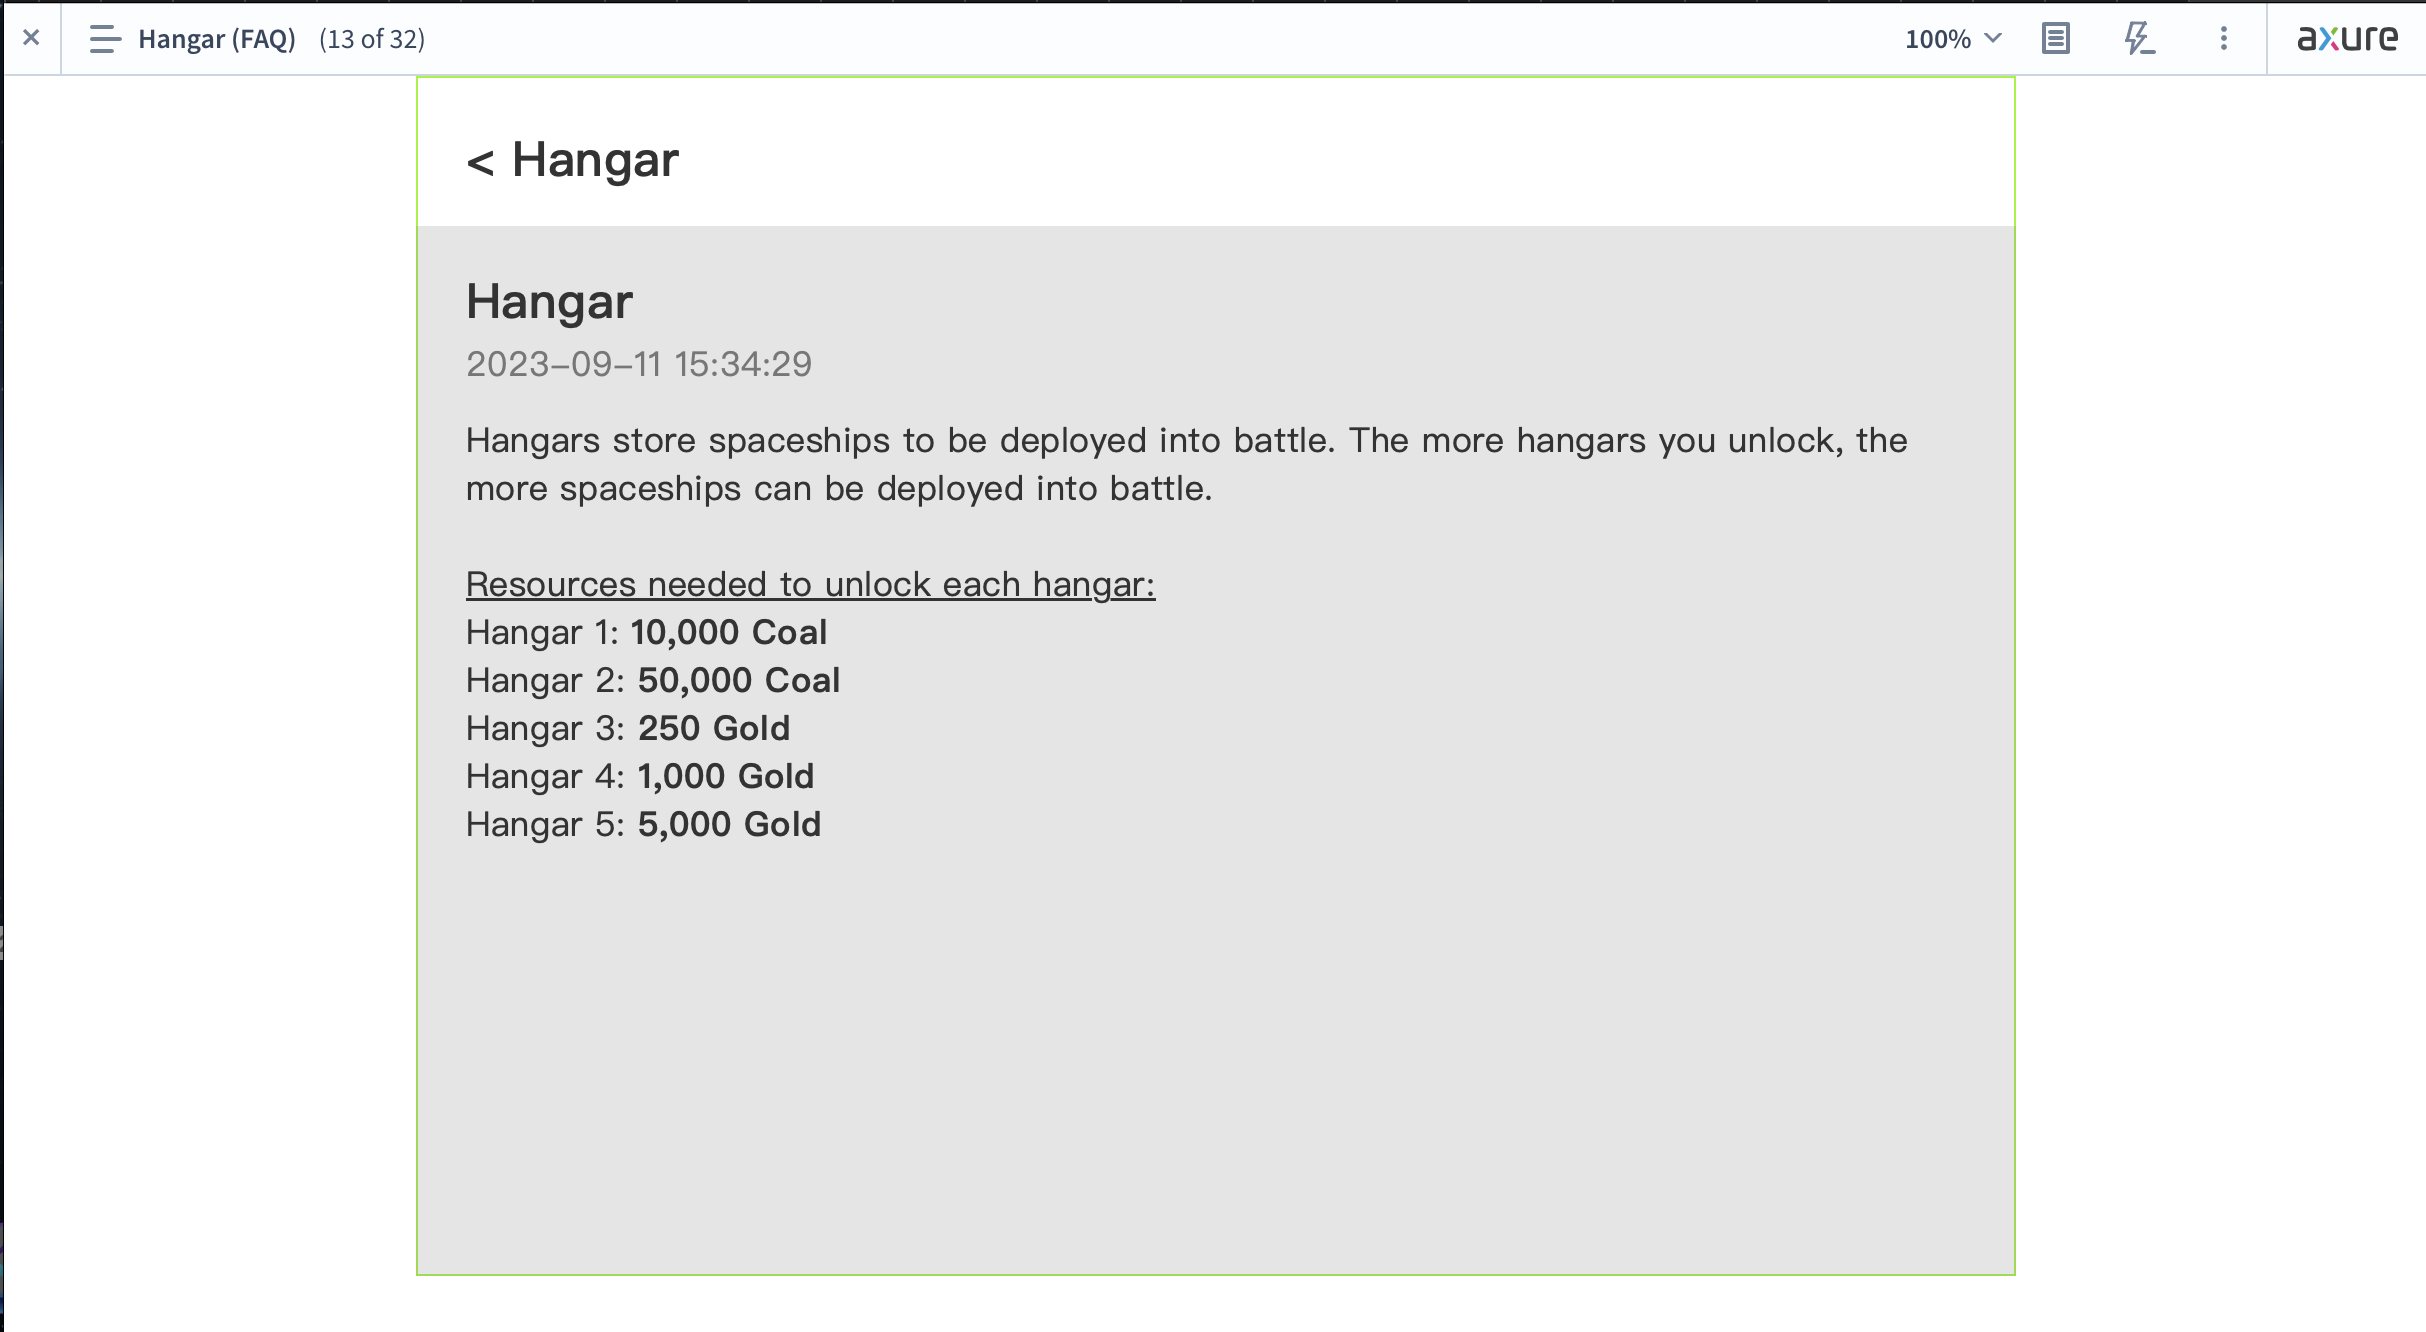 Hangar (FAQ) (13 of 32) 100% axure
< Hangar
Hangar
2023-09-11 15:34:29
Hangars store spaceships to be deployed into battle. The more hangars you unlock, the
more spaceships can be deployed into battle.
Resources needed to unlock each hangar:
Hangar 1: 10,000 Coal
Hangar 2: 50,000 Coal
Hangar 3: 250 Gold
Hangar 4: 1,000 Gold
Hangar 5: 5,000 Gold